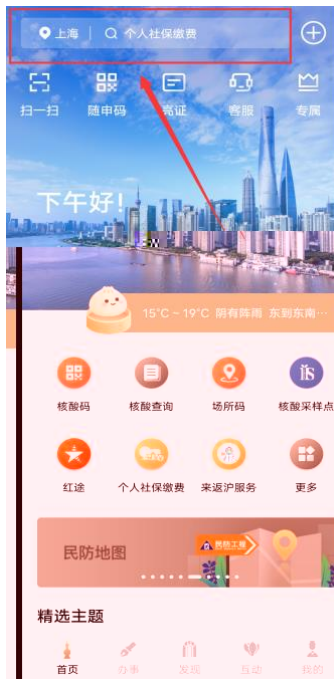 上海 个人社保缴费
扫一扫 随申码 亮证 客服 专属
下午好!
15°C ~ 19°C 阴有阵雨 东到东南…
核酸码 核酸查询 场所码 核酸采样点
红途 个人社保缴费 来返沪服务 更多
民防地图
民防工程
精选主题
首页 办事 发现 互动 我的